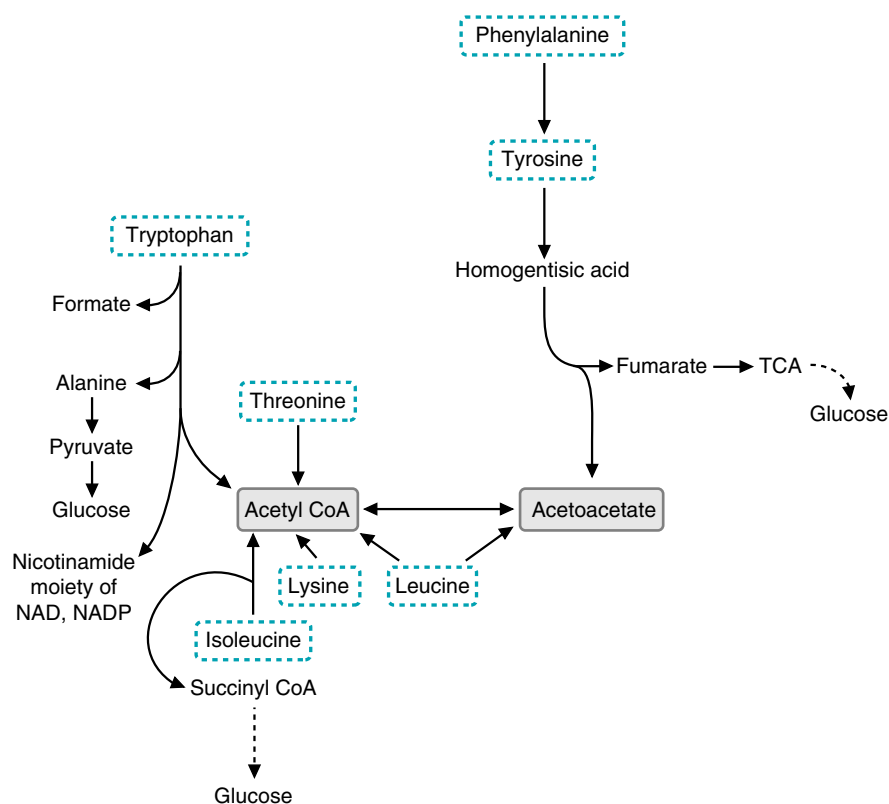 Phenylalanine
Tyrosine
Tryptophan
Homogentisic acid
Formate
Fumarate
TCA
Alanine
Threonine
Glucose
Pyruvate
Glucose
Acetyl CoA
Acetoacetate
Nicotinamide
moiety of
NAD, NADP
Lysine
Leucine
Isoleucine
Succinyl CoA
Glucose